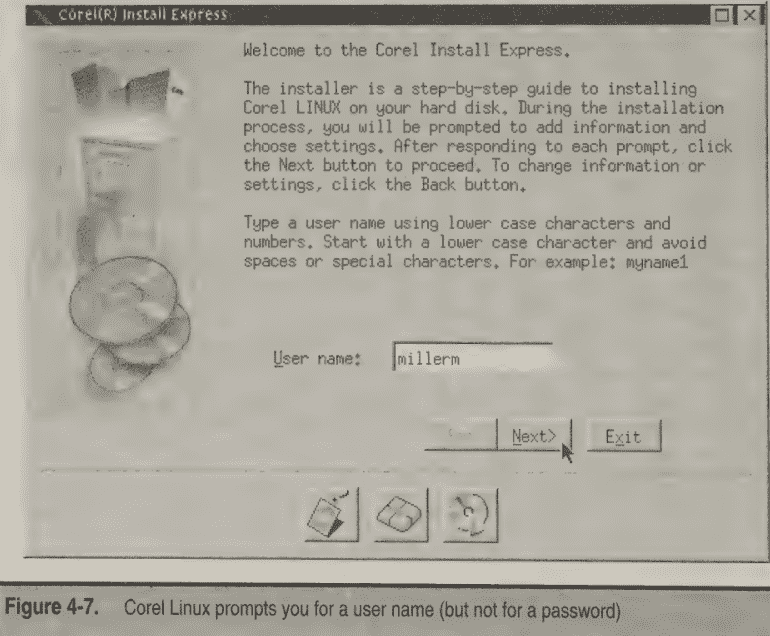 Corel(R) Install Express
Welcome to the Corel Install Express.
The installer is a step-by-step guide to installing
Corel LINUX on your hard disk. During the installation
process, you will be prompted to add information and
choose settings. After responding to each prompt, click
the Next button to proceed. To change information or
settings, click the Back button.
Type a user name using lower case characters and
numbers. Start with a lower case character and avoid
spaces or special characters. For example: myname1
User name: millerm
Next> Exit
Figure 4-7. Corel Linux prompts you for a user name (but not for a password)